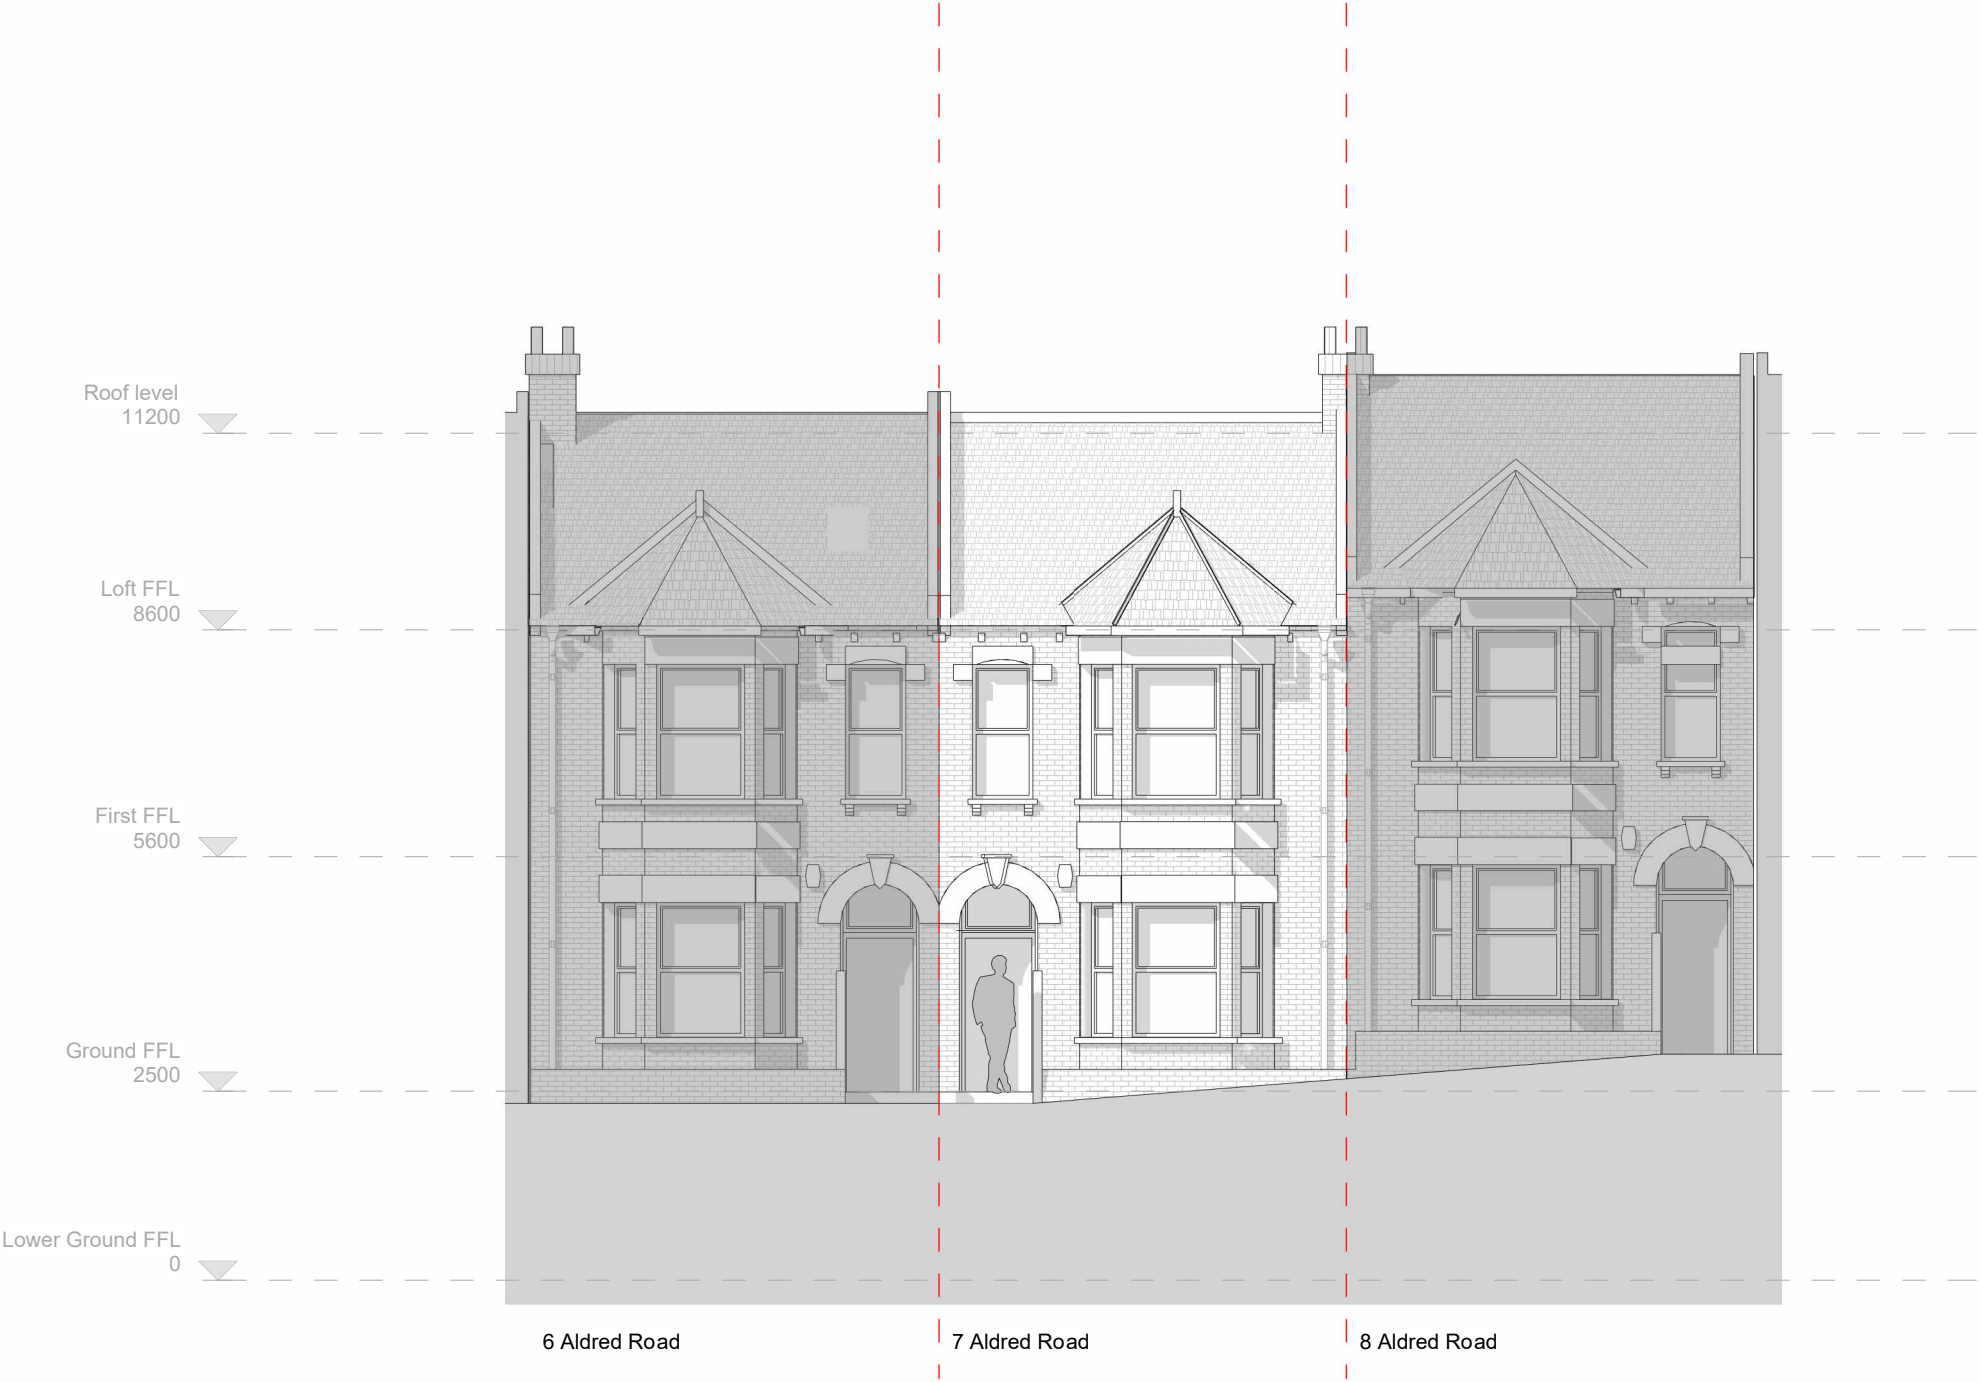 Roof level
11200
Loft FFL
8600
First FFL
5600
Ground FFL
2500
Lower Ground FFL
0
6 Aldred Road
7 Aldred Road
8 Aldred Road